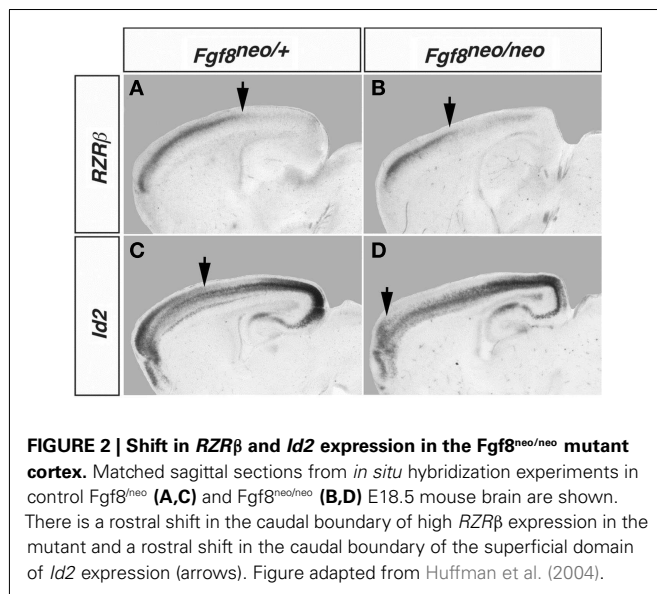 Fgf8neo/+
Fgf8neo/neo
RZRβ
A
B
Id2
C
D
FIGURE 2 | Shift in RZRβ and Id2 expression in the Fgf8neo/neo mutant
cortex. Matched sagittal sections from in situ hybridization experiments in
control Fgf8/neo (A,C) and Fgf8neo/neo (B,D) E18.5 mouse brain are shown.
There is a rostral shift in the caudal boundary of high RZRβ expression in the
mutant and a rostral shift in the caudal boundary of the superficial domain
of Id2 expression (arrows). Figure adapted from Huffman et al. (2004).